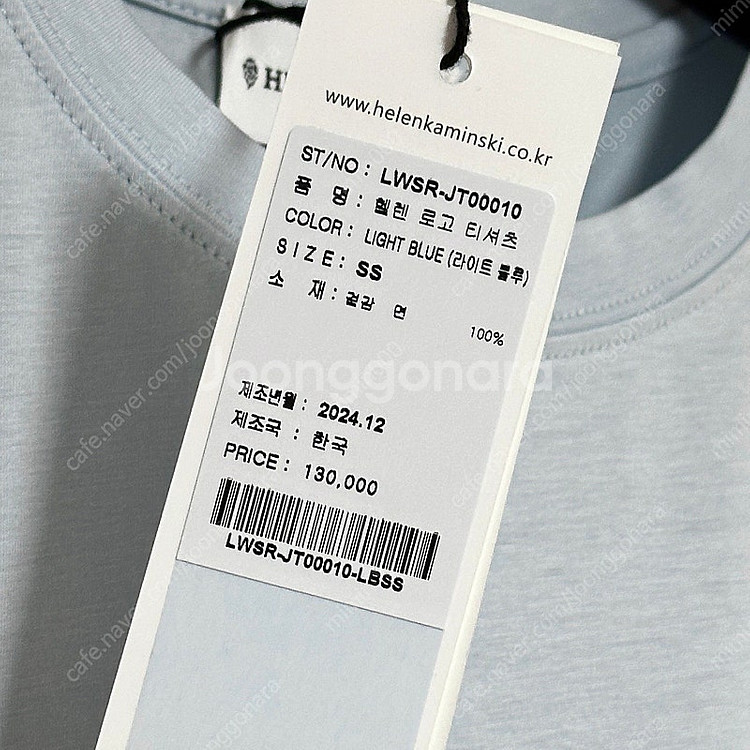 www.helenkaminski.co.kr
ST/NO : LWSR-JT00010
품 명 : 헬렌 로고 티셔츠
COLOR : LIGHT BLUE (라이트 블루)
SIZE : SS
소 재 : 겉감 면 100%
제조년월 : 2024.12
제조국 : 한국
PRICE : 130,000
LWSR-JT00010-LBSS
Joonggonara
cafe.naver.com/joonggonara